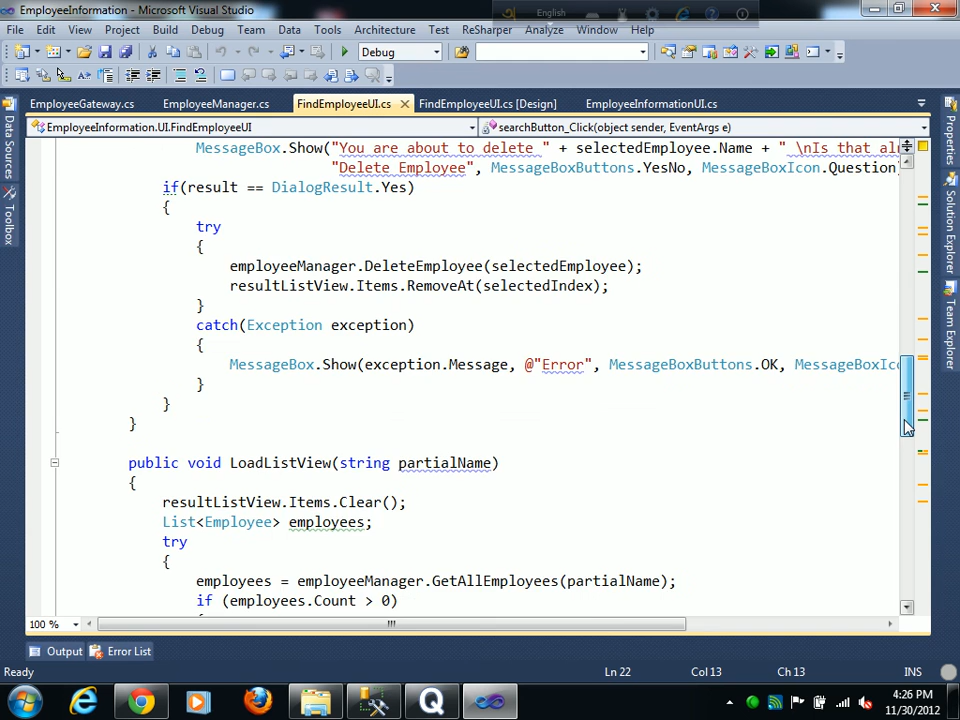 EmployeeInformation - Microsoft Visual Studio
English
File Edit View Project Build Debug Team Data Tools Architecture Test ReSharper Analyze Window Help
Debug
EmployeeGateway.cs EmployeeManager.cs FindEmployeeUI.cs FindEmployeeUI.cs [Design] EmployeeInformationUI.cs
EmployeeInformation.UI.FindEmployeeUI searchButton_Click(object sender, EventArgs e)
MessageBox.Show("You are about to delete " + selectedEmployee.Name + " \nIs that al
"Delete Employee", MessageBoxButtons.YesNo, MessageBoxIcon.Question
if(result == DialogResult.Yes)
{
try
{
employeeManager.DeleteEmployee(selectedEmployee);
resultListView.Items.RemoveAt(selectedIndex);
}
catch(Exception exception)
{
MessageBox.Show(exception.Message, @"Error", MessageBoxButtons.OK, MessageBoxIco
}
}
}
public void LoadListView(string partialName)
{
resultListView.Items.Clear();
List<Employee> employees;
try
{
employees = employeeManager.GetAllEmployees(partialName);
if (employees.Count > 0)
100 %
Data Sources
Toolbox
Properties
Solution Explorer
Team Explorer
Output Error List
Ready Ln 22 Col 13 Ch 13 INS
4:26 PM
11/30/2012